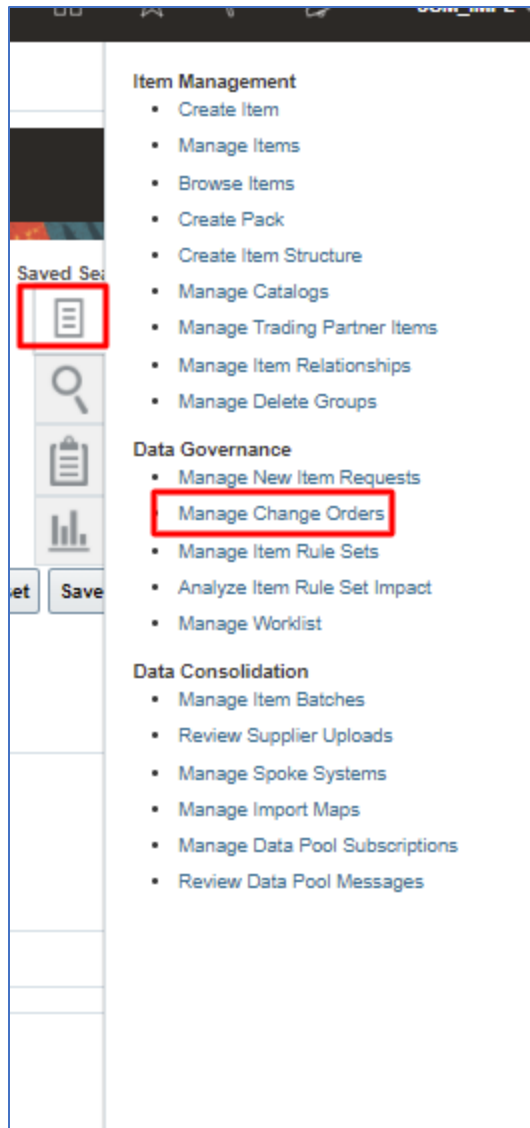 Item Management
Create Item
Manage Items
Browse Items
Create Pack
Create Item Structure
Saved Sea
Manage Catalogs
Manage Trading Partner Items
Manage Item Relationships
Manage Delete Groups
Data Governance
Manage New Item Requests
Manage Change Orders
Manage Item Rule Sets
et Save
Analyze Item Rule Set Impact
Manage Worklist
Data Consolidation
Manage Item Batches
Review Supplier Uploads
Manage Spoke Systems
Manage Import Maps
Manage Data Pool Subscriptions
Review Data Pool Messages